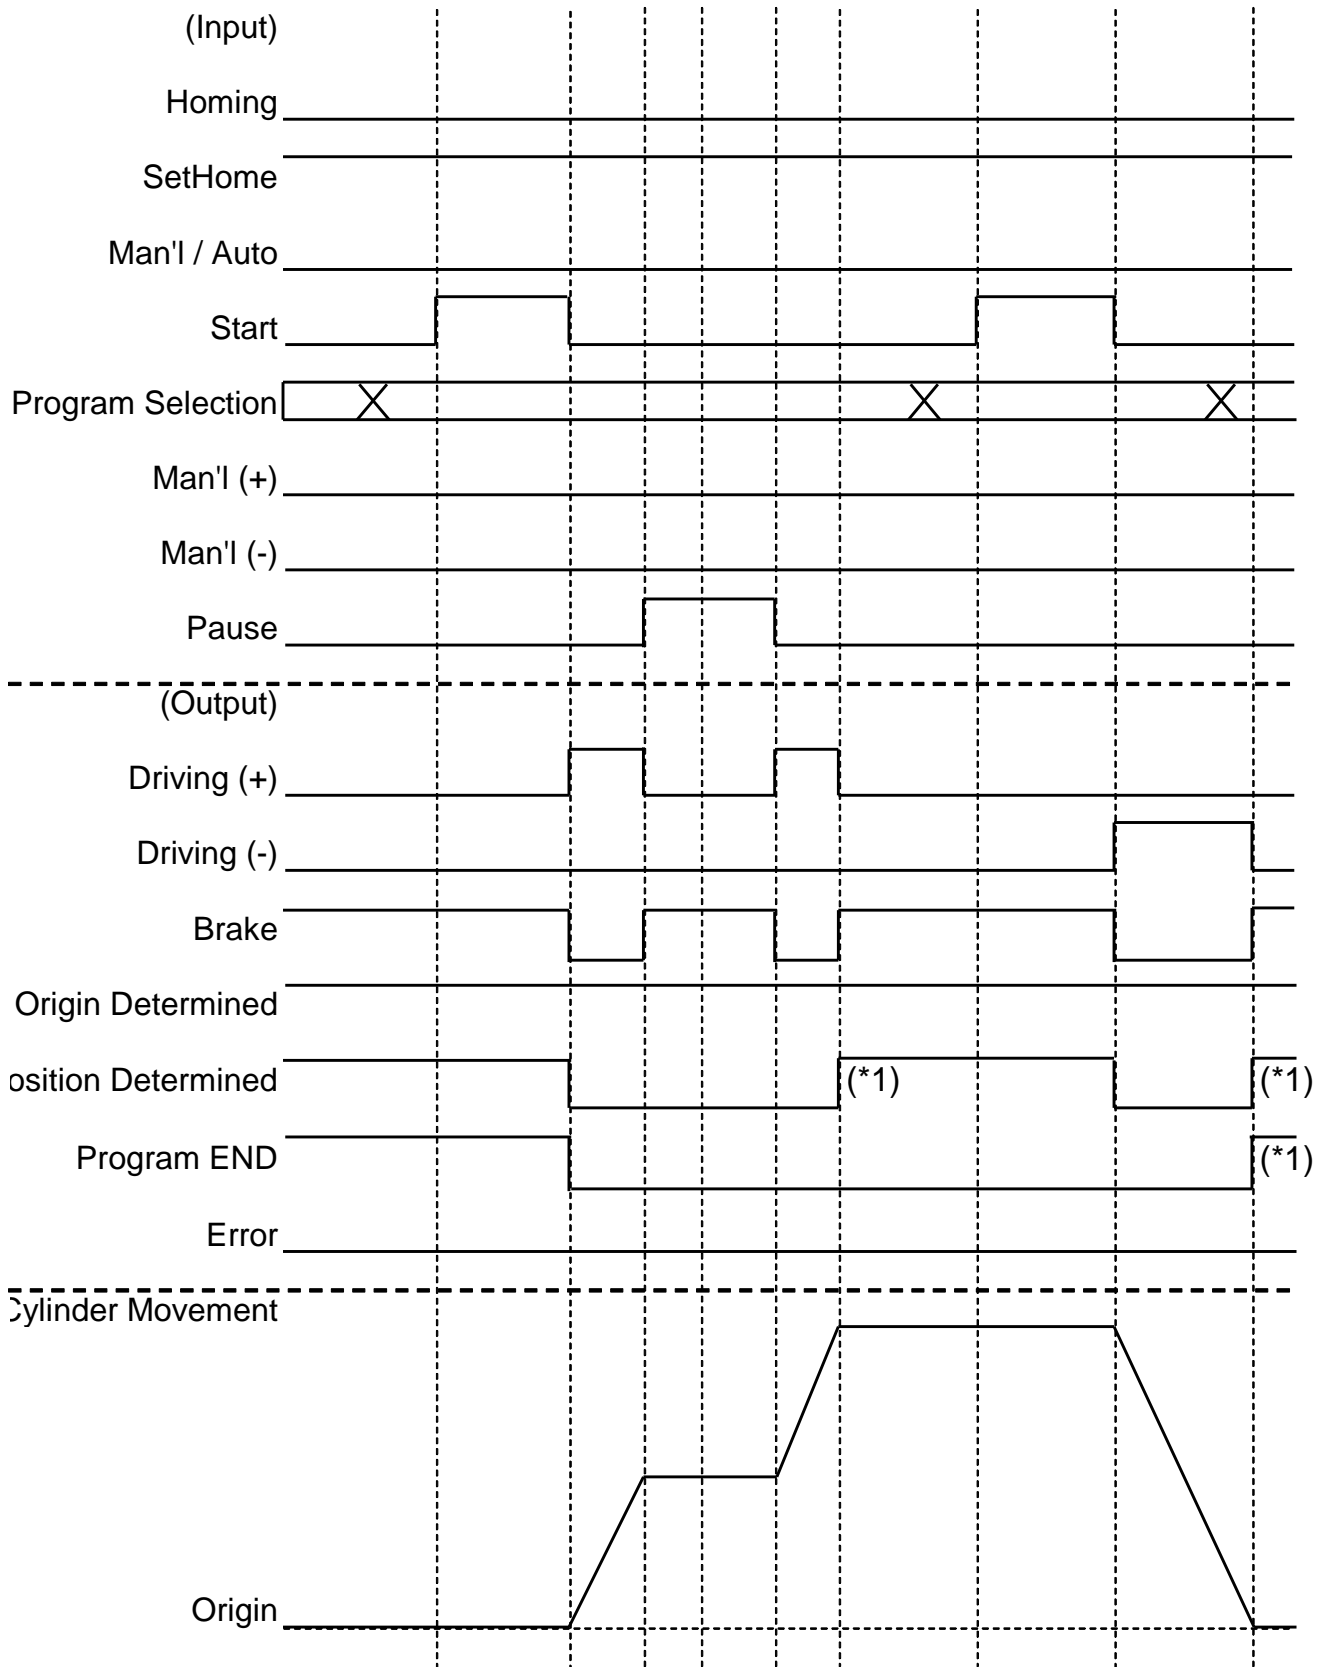 (Input)
Homing
SetHome
Man'l / Auto
Start
Program Selection
Man'l (+)
Man'l (-)
Pause
(Output)
Driving (+)
Driving (-)
Brake
Origin Determined
osition Determined (*1) (*1)
Program END (*1)
Error
Cylinder Movement
Origin